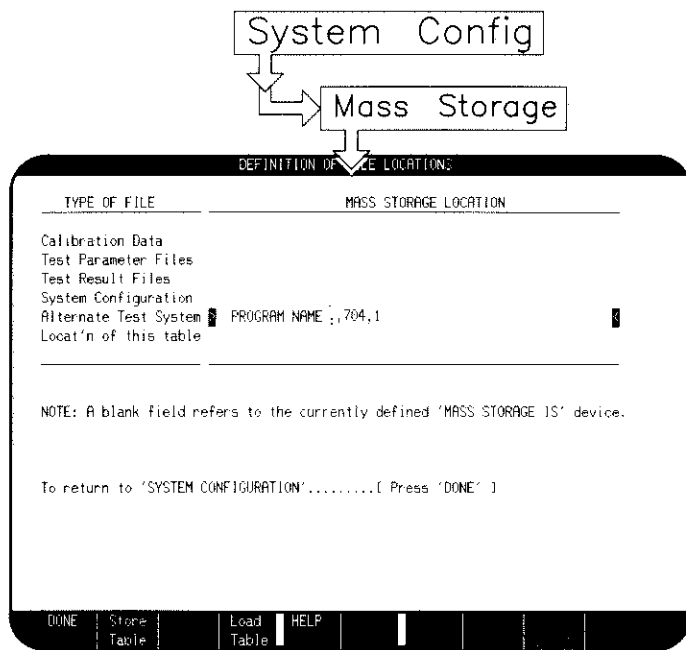 System Config
Mass Storage
DEFINITION OF FILE LOCATIONS
TYPE OF FILE MASS STORAGE LOCATION
Calibration Data
Test Parameter Files
Test Result Files
System Configuration
Alternate Test System > PROGRAM NAME :,704,1 <
Locat'n of this table
NOTE: A blank field refers to the currently defined 'MASS STORAGE IS' device.
To return to 'SYSTEM CONFIGURATION'.........[ Press 'DONE' ]
DONE Store Load HELP
Table Table